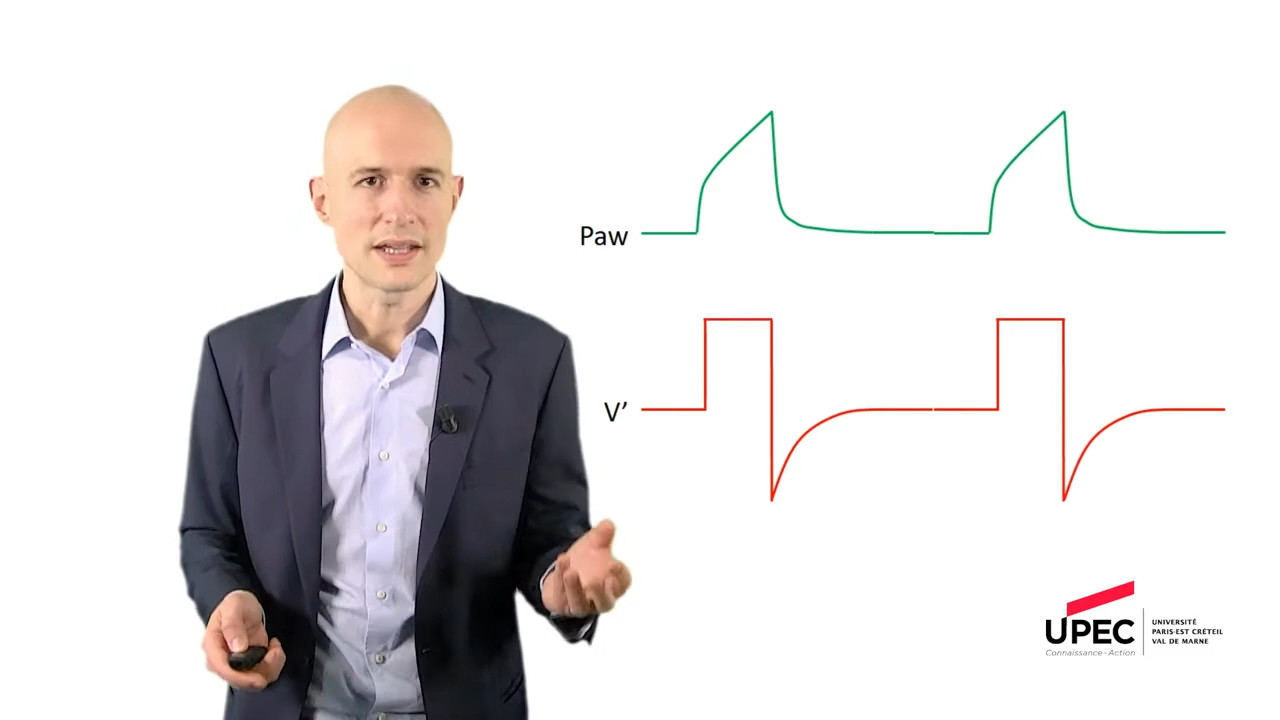 Paw
V’
UPEC
Connaissance - Action
UNIVERSITÉ
PARIS-EST CRÉTEIL
VAL DE MARNE